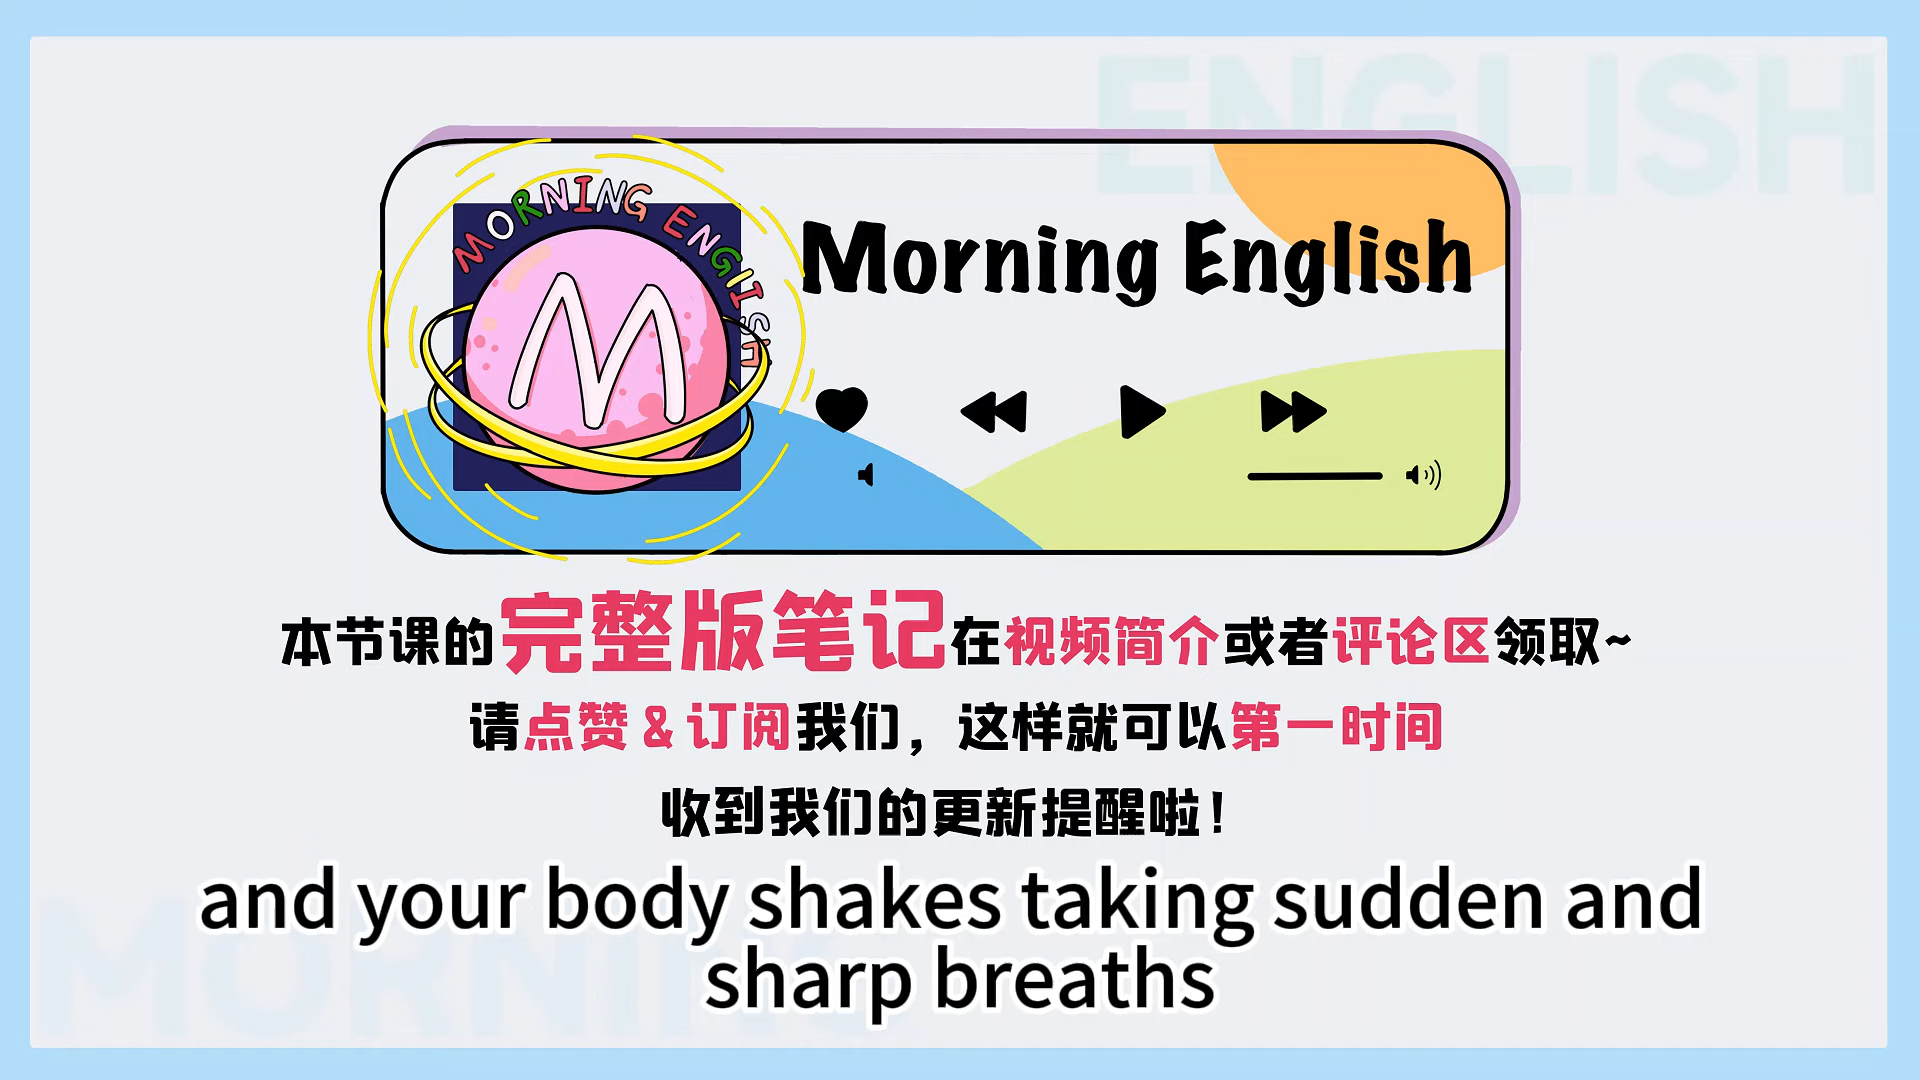 ENGLISH
MORNING ENGLISH
M
Morning English
本节课的完整版笔记在视频简介或者评论区领取~
请点赞&订阅我们，这样就可以第一时间
收到我们的更新提醒啦！
MORNING
and your body shakes taking sudden and
sharp breaths